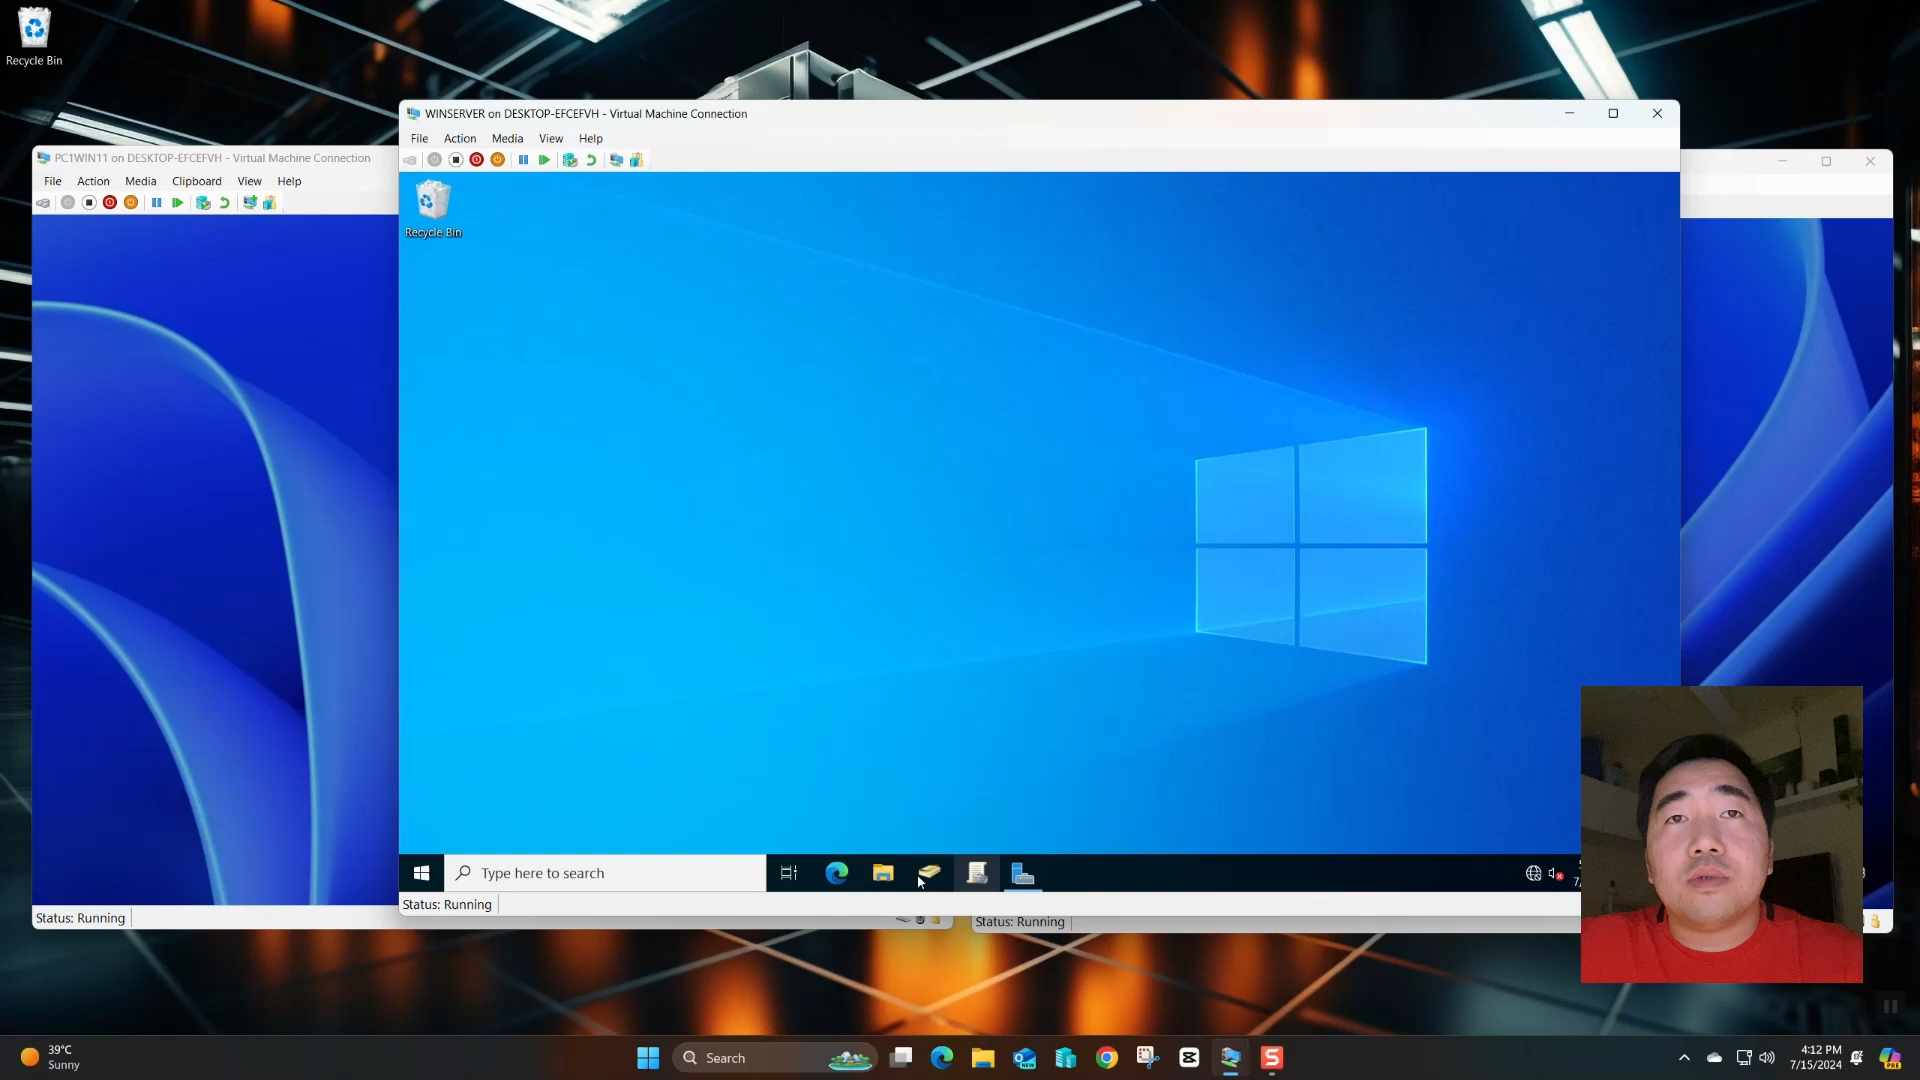 Recycle Bin
WINSERVER on DESKTOP-EFCEFVH - Virtual Machine Connection
File Action Media View Help
PC1WIN11 on DESKTOP-EFCEFVH - Virtual Machine Connection
File Action Media Clipboard View Help
Recycle Bin
Type here to search
Status: Running
Status: Running
Status: Running
39°C
Sunny
Search
NEW
S
4:12 PM
7/15/2024
PRE